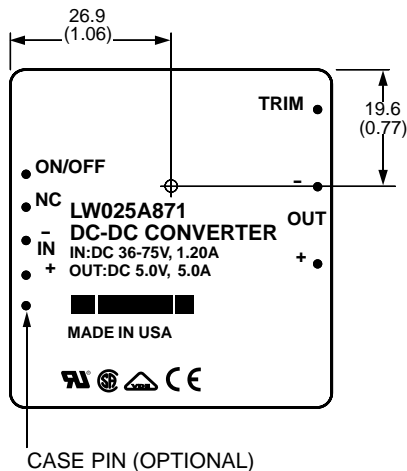 26.9
(1.06)
TRIM
19.6
(0.77)
ON/OFF
NC
-
LW025A871
OUT
–
DC-DC CONVERTER
IN
IN:DC 36-75V, 1.20A
+
OUT:DC 5.0V, 5.0A
+
MADE IN USA
CE
CASE PIN (OPTIONAL)